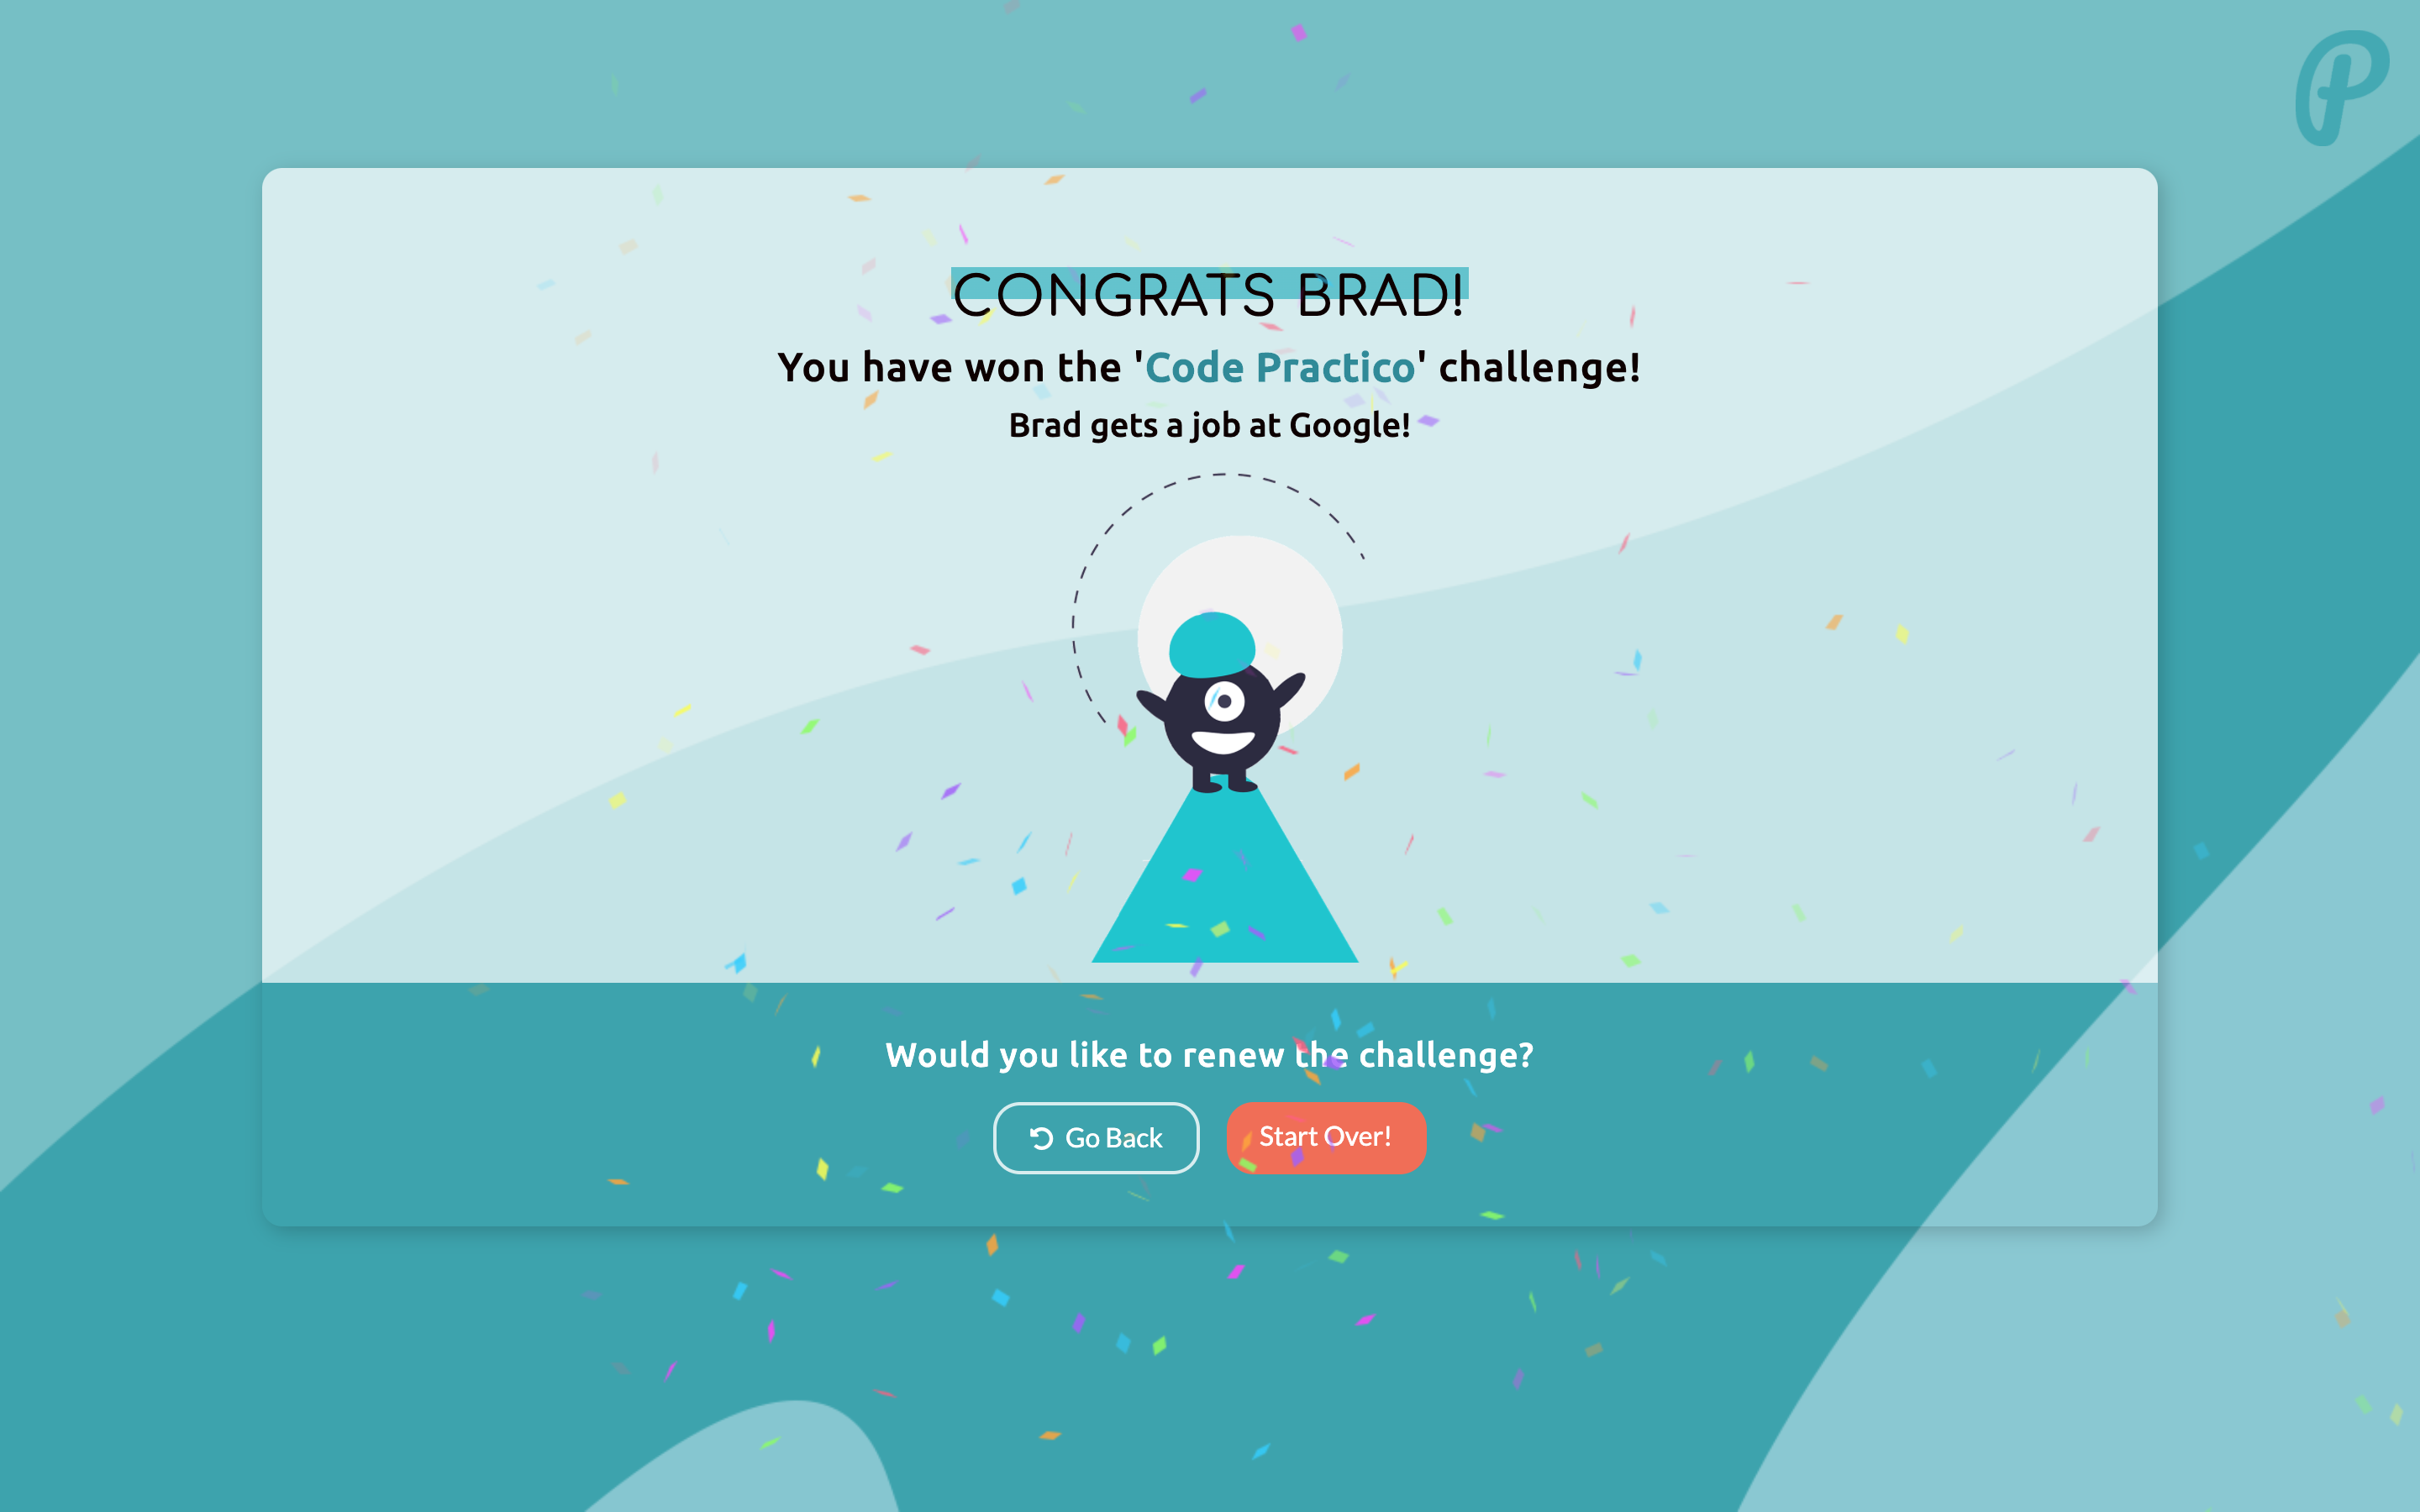 P
CONGRATS BRAD!
You have won the 'Code Practico' challenge!
Brad gets a job at Google!
Would you like to renew the challenge?
Go Back
Start Over!